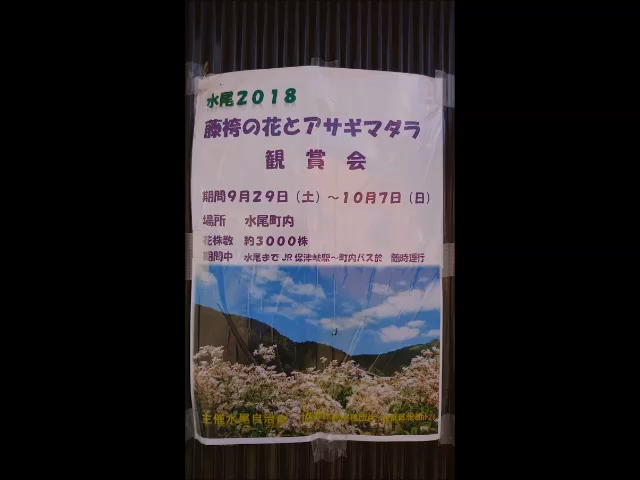 水尾2018
藤袴の花とアサギマダラ
観賞会
期間9月29日（土）～10月7日（日）
場所　水尾町内
花株数　約3000株
期間中　水尾までJR保津峡駅～町内バス於　随時運行
主催水尾自治会